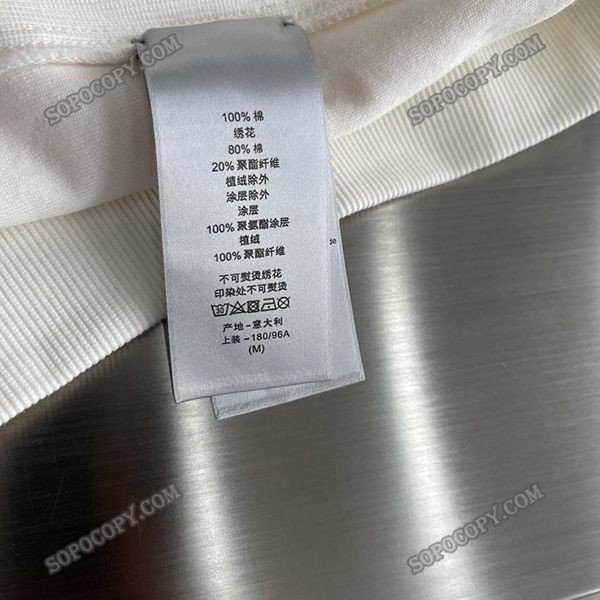 SOPOCOPY.COM
SOPOCOPY.COM
100% 棉
绣花
80% 棉
20% 聚酯纤维
植绒除外
涂层除外
涂层
100% 聚氨酯涂层
植绒
100% 聚酯纤维
不可熨烫绣花
印染处不可熨烫
30
产地-意大利
上装-180/96A
(M)
SOPOCOPY.COM
SOPOCOPY.COM